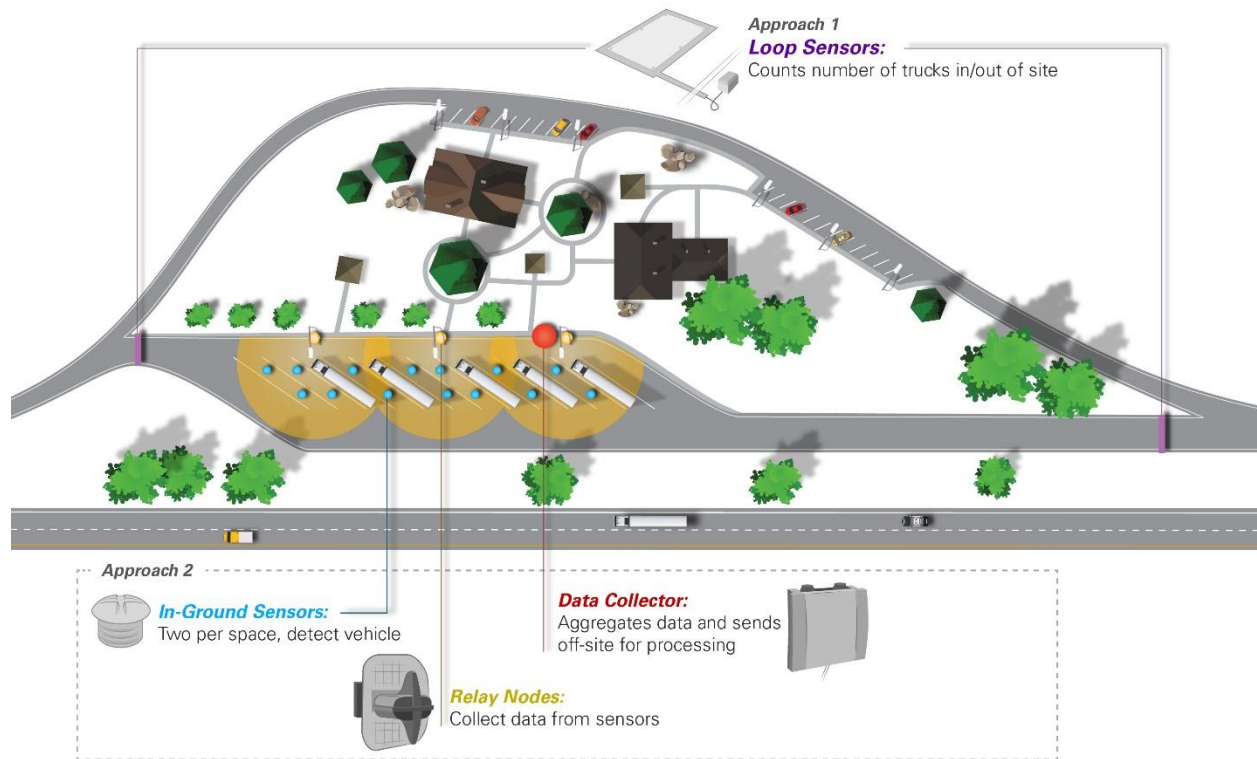 Approach 1
Loop Sensors:
Counts number of trucks in/out of site
Approach 2
In-Ground Sensors:
Two per space, detect vehicle
Data Collector:
Aggregates data and sends
off-site for processing
Relay Nodes:
Collect data from sensors